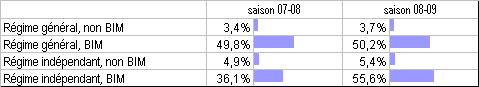 saison 07-08 saison 08-09
Régime général, non BIM 3,4% 3,7%
Régime général, BIM 49,8% 50,2%
Régime indépendant, non BIM 4,9% 5,4%
Régime indépendant, BIM 36,1% 55,6%